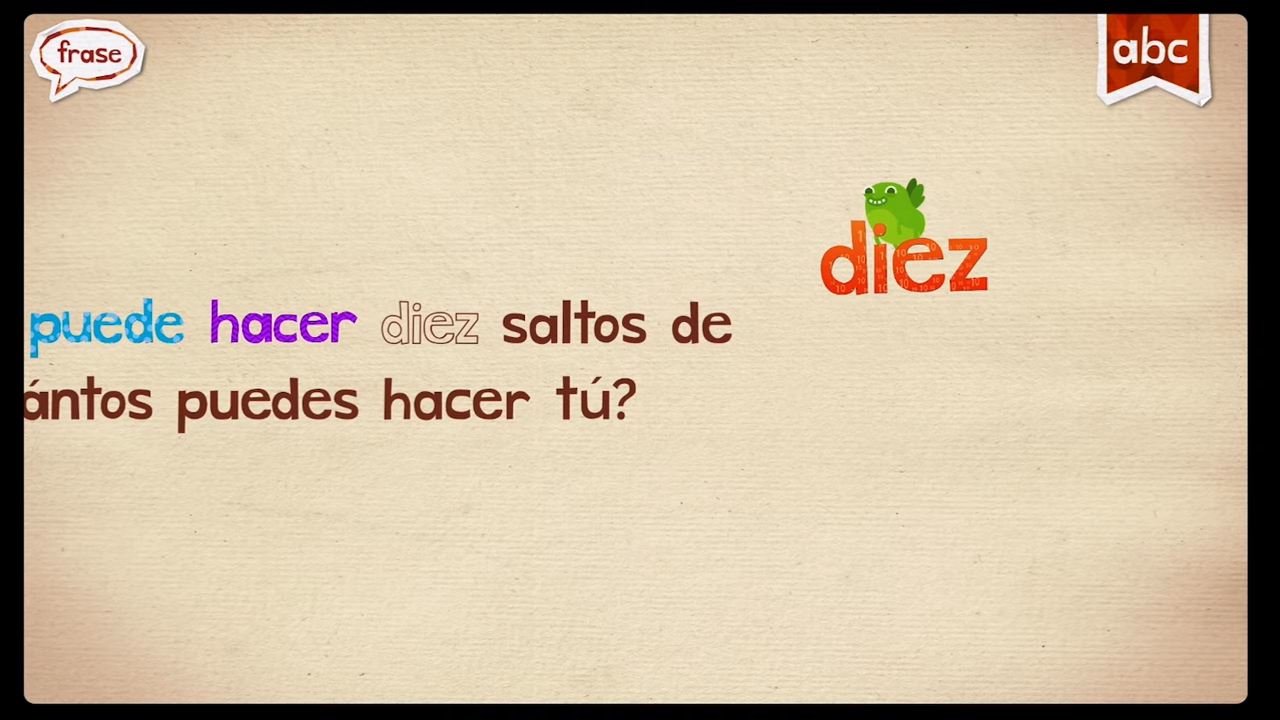 frase
abc
diez
puede hacer diez saltos de
ántos puedes hacer tú?